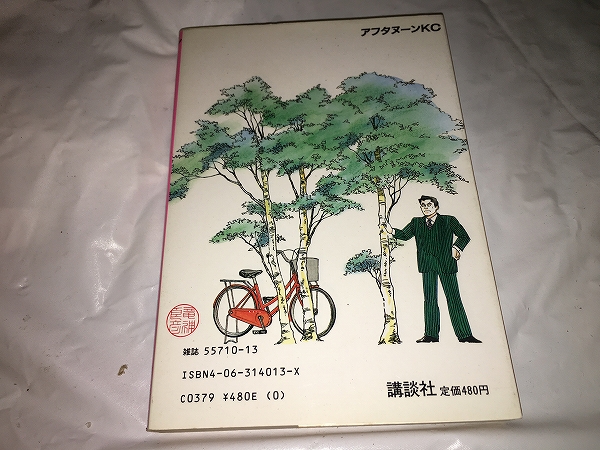 アフタヌーンKC
雑誌 55710-13
ISBN4-06-314013-X
C0379 ¥480E (0)
講談社 定価480円